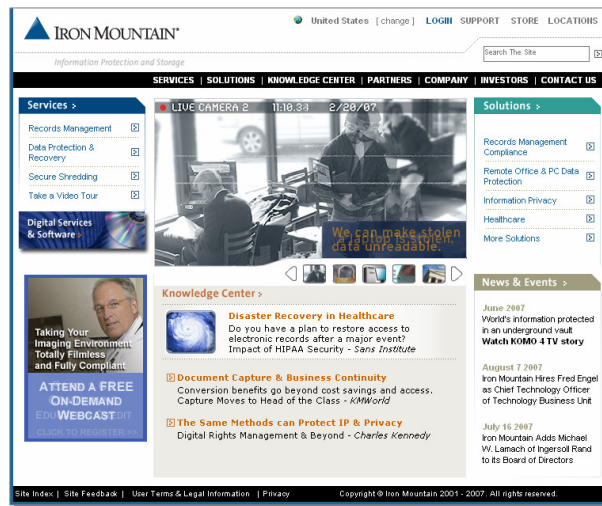 IRON MOUNTAIN®
United States [ change ] LOGIN SUPPORT STORE LOCATIONS
Information Protection and Storage
Search The Site
SERVICES | SOLUTIONS | KNOWLEDGE CENTER | PARTNERS | COMPANY | INVESTORS | CONTACT US
Services >
Records Management
Data Protection &
Recovery
Secure Shredding
Take a Video Tour
Digital Services
& Software >
LIVE CAMERA 2 11:10.34 2/20/07
We can make stolen
data unreadable.
a laptop is stolen.
Solutions >
Records Management
Compliance
Remote Office & PC Data
Protection
Information Privacy
Healthcare
More Solutions
Taking Your
Imaging Environment
Totally Filmless
and Fully Compliant
ATTEND A FREE
ON-DEMAND
WEBCAST
CLICK TO REGISTER >>
Knowledge Center >
Disaster Recovery in Healthcare
Do you have a plan to restore access to
electronic records after a major event?
Impact of HIPAA Security - Sans Institute
Document Capture & Business Continuity
Conversion benefits go beyond cost savings and access.
Capture Moves to Head of the Class - KMWorld
The Same Methods can Protect IP & Privacy
Digital Rights Management & Beyond - Charles Kennedy
News & Events >
June 2007
World's information protected
in an underground vault
Watch KOMO 4 TV story
August 7 2007
Iron Mountain Hires Fred Engel
as Chief Technology Officer
of Technology Business Unit
July 16 2007
Iron Mountain Adds Michael
W. Lamach of Ingersoll Rand
to its Board of Directors
Site Index | Site Feedback | User Terms & Legal Information | Privacy
Copyright © Iron Mountain 2001 - 2007. All rights reserved.